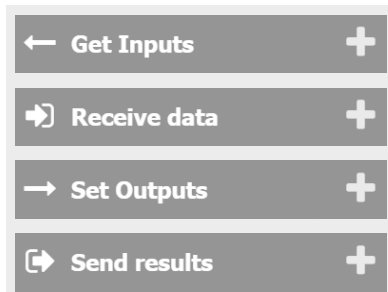 Get Inputs
Receive data
Set Outputs
Send results